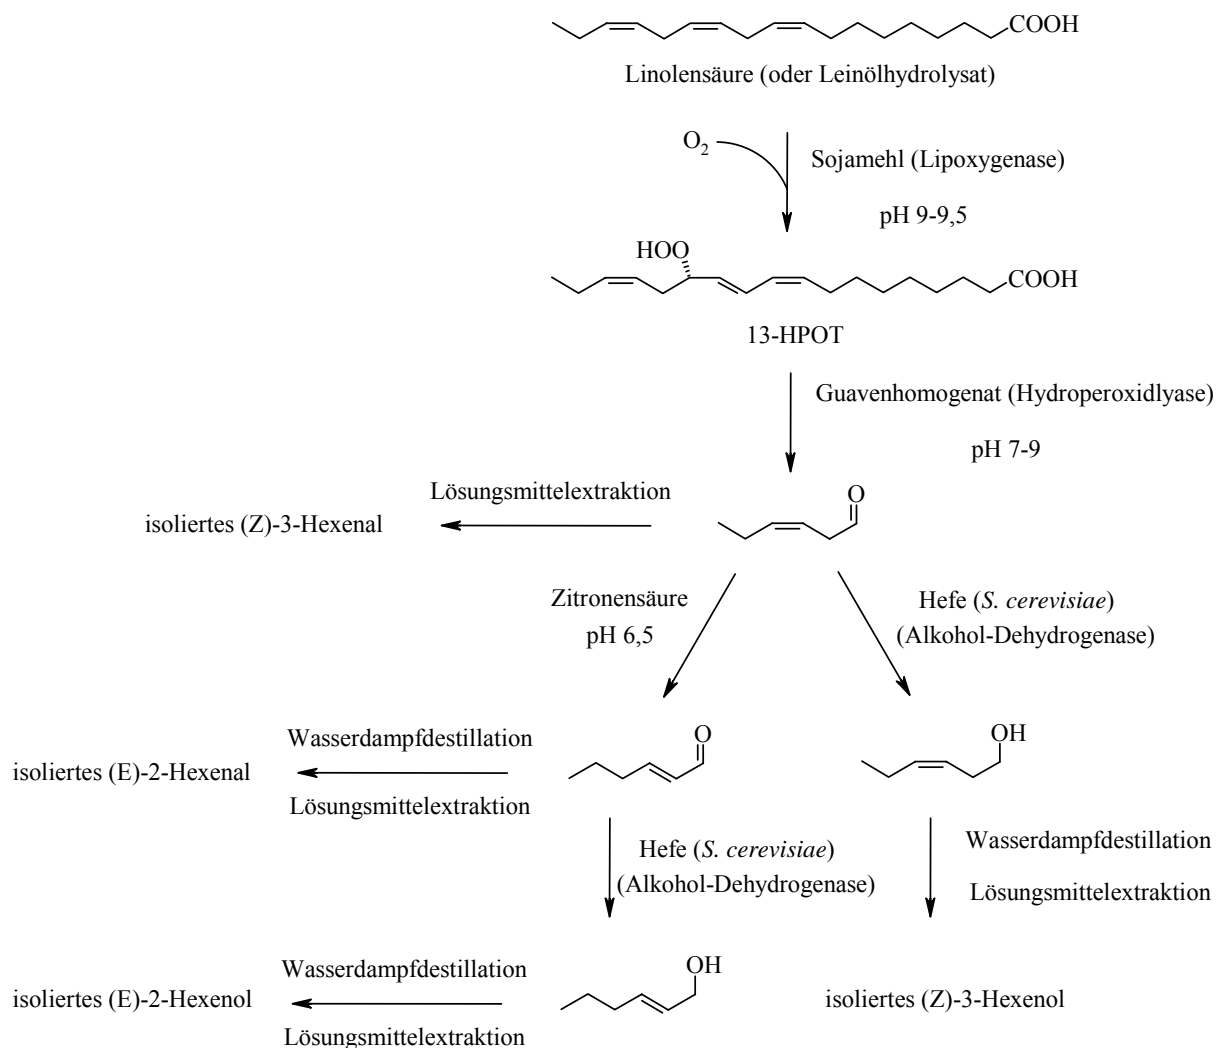 COOH
Linolensäure (oder Leinölhydrolysat)
O2
Sojamehl (Lipoxygenase)
pH 9-9,5
HOO
COOH
13-HPOT
Guavenhomogenat (Hydroperoxidlyase)
pH 7-9
Lösungsmittelextraktion
O
isoliertes (Z)-3-Hexenal
Zitronensäure
pH 6,5
Hefe (S. cerevisiae)
(Alkohol-Dehydrogenase)
Wasserdampfdestillation
O
OH
isoliertes (E)-2-Hexenal
Lösungsmittelextraktion
Hefe (S. cerevisiae)
(Alkohol-Dehydrogenase)
Wasserdampfdestillation
Lösungsmittelextraktion
Wasserdampfdestillation
OH
isoliertes (E)-2-Hexenol
isoliertes (Z)-3-Hexenol
Lösungsmittelextraktion